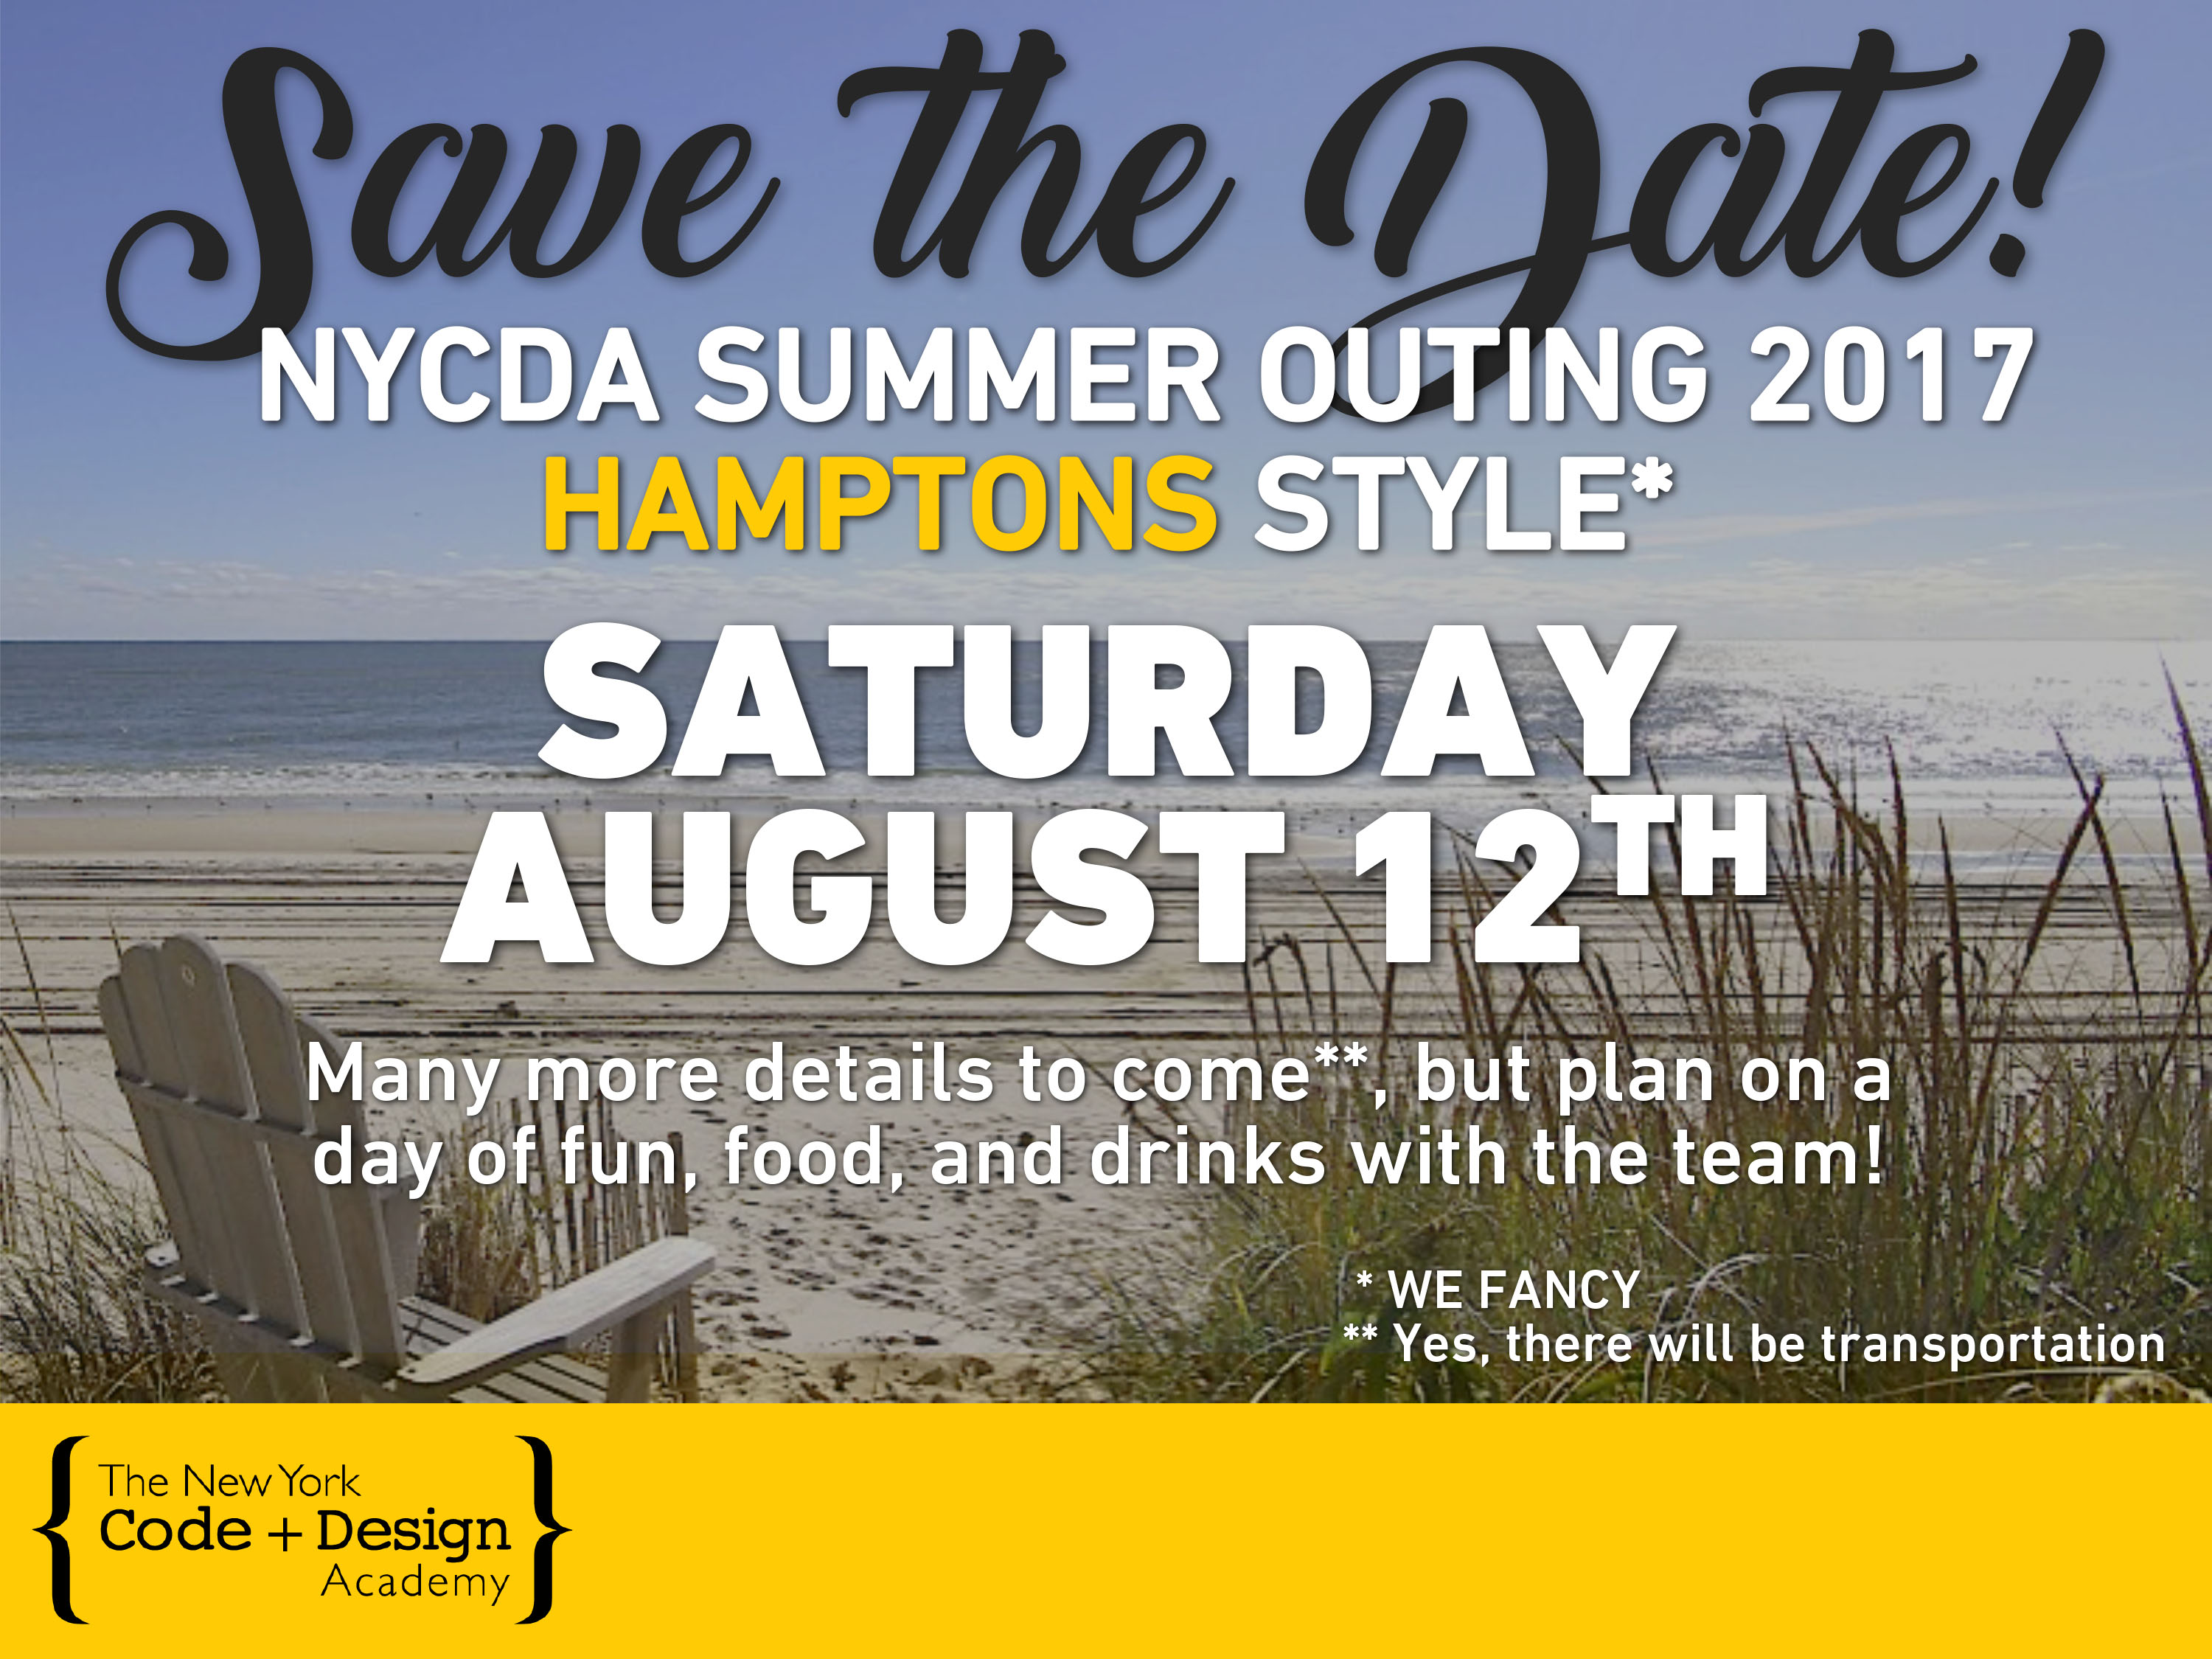 Save the Date!
NYCDA SUMMER OUTING 2017
HAMPTONS STYLE*
SATURDAY
AUGUST 12TH
Many more details to come**, but plan on a
day of fun, food, and drinks with the team!
* WE FANCY
** Yes, there will be transportation
{The New York
Code + Design
Academy}